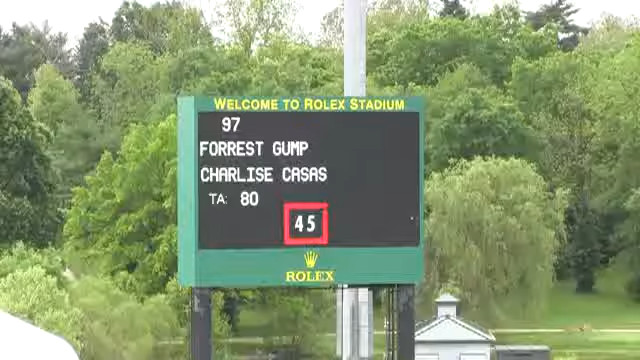 WELCOME TO ROLEX STADIUM
97
FORREST GUMP
CHARLISE CASAS
TA: 80
45
ROLEX